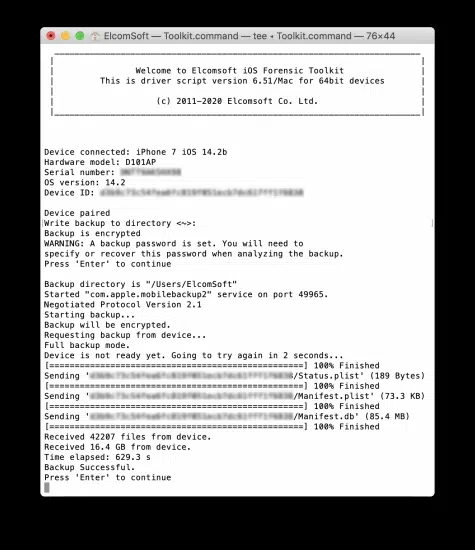 ElcomSoft — Toolkit.command — tee ◂ Toolkit.command — 76×44
Welcome to Elcomsoft iOS Forensic Toolkit
This is driver script version 6.51/Mac for 64bit devices
(c) 2011-2020 Elcomsoft Co. Ltd.
Device connected: iPhone 7 iOS 14.2b
Hardware model: D101AP
Serial number:
OS version: 14.2
Device ID:
Device paired
Write backup to directory <~>:
Backup is encrypted
WARNING: A backup password is set. You will need to
specify or recover this password when analyzing the backup.
Press 'Enter' to continue
Backup directory is "/Users/ElcomSoft"
Started "com.apple.mobilebackup2" service on port 49965.
Negotiated Protocol Version 2.1
Starting backup...
Backup will be encrypted.
Requesting backup from device...
Full backup mode.
Device is not ready yet. Going to try again in 2 seconds...
[==================================================] 100% Finished
Sending '/Status.plist' (189 Bytes)
[==================================================] 100% Finished
Sending '/Manifest.plist' (73.3 KB)
[==================================================] 100% Finished
Sending '/Manifest.db' (85.4 MB)
[==================================================] 100% Finished
Received 42207 files from device.
Received 16.4 GB from device.
Time elapsed: 629.3 s
Backup Successful.
Press 'Enter' to continue